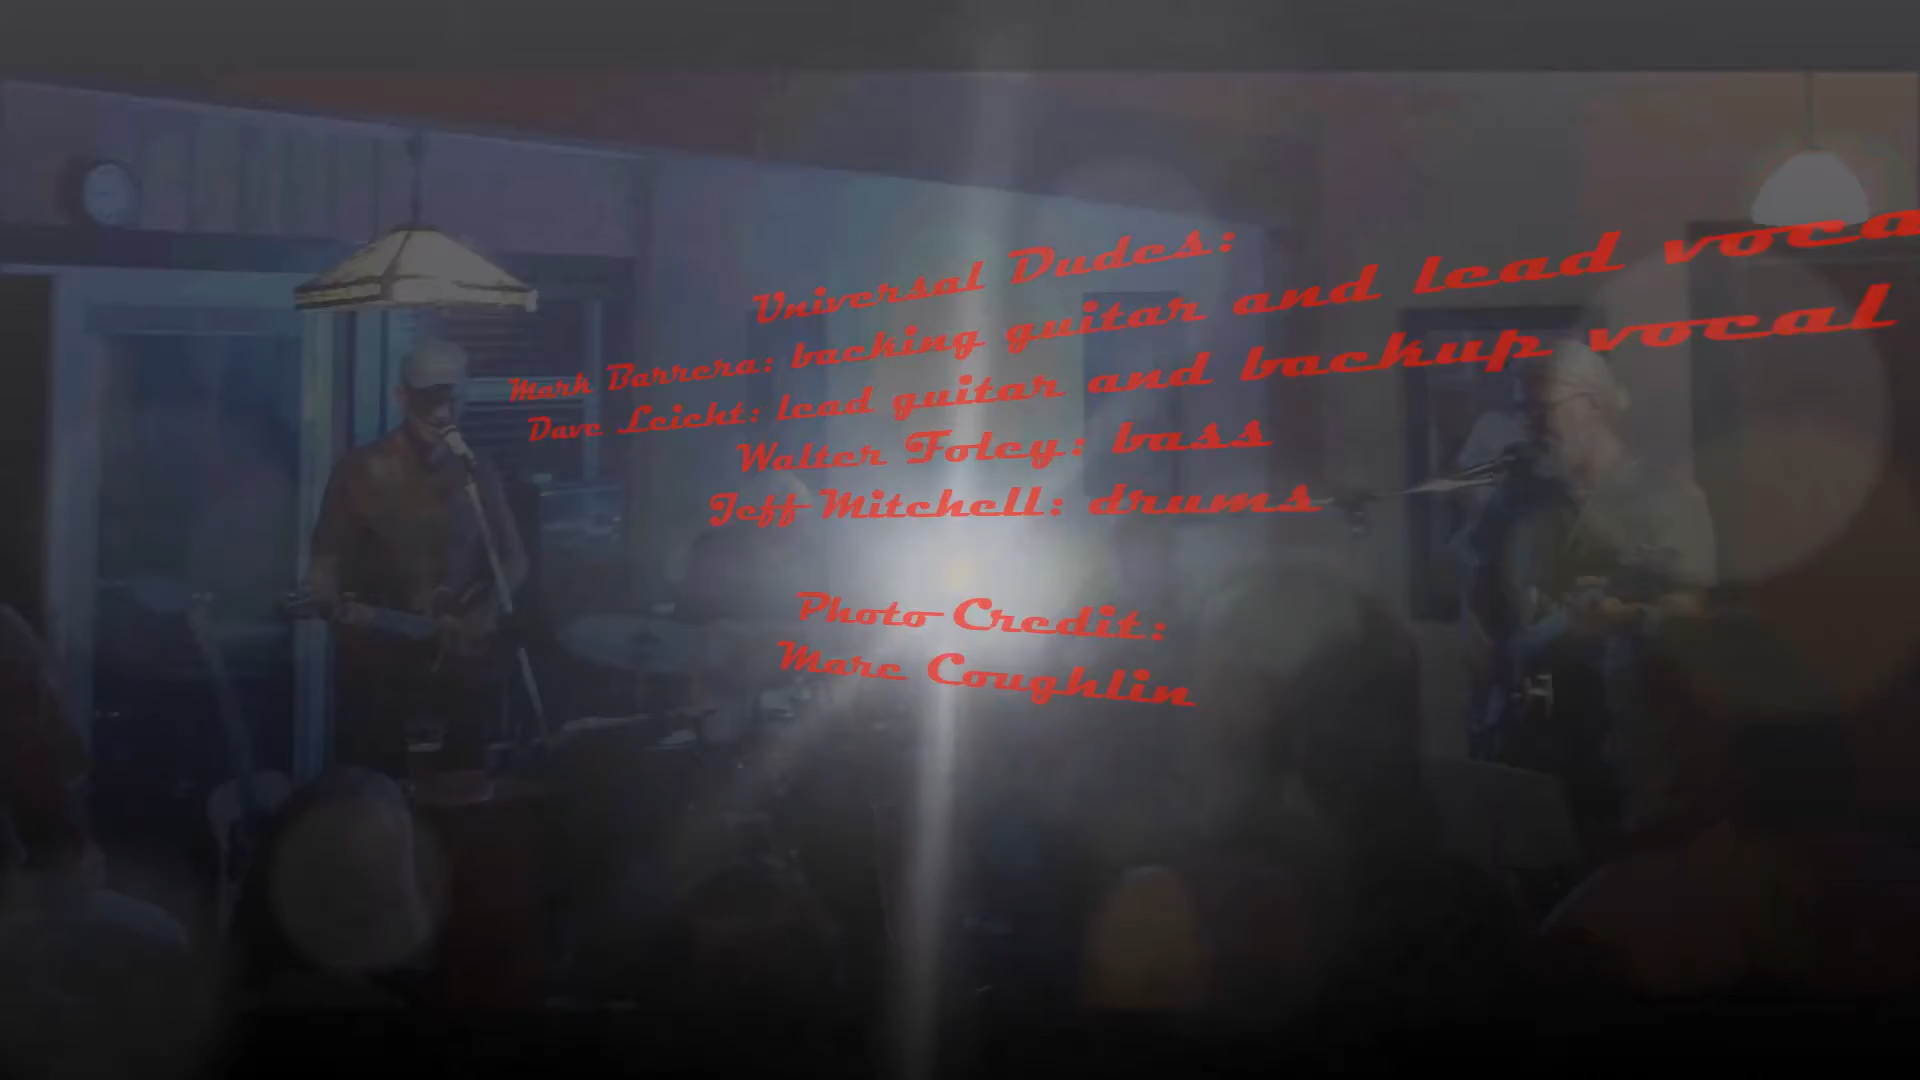 Universal Dudes:
Mark Barrera: backing guitar and lead voca
Dave Leicht: lead guitar and backup vocal
Walter Foley: bass
Jeff Mitchell: drums
Photo Credit:
Marc Coughlin